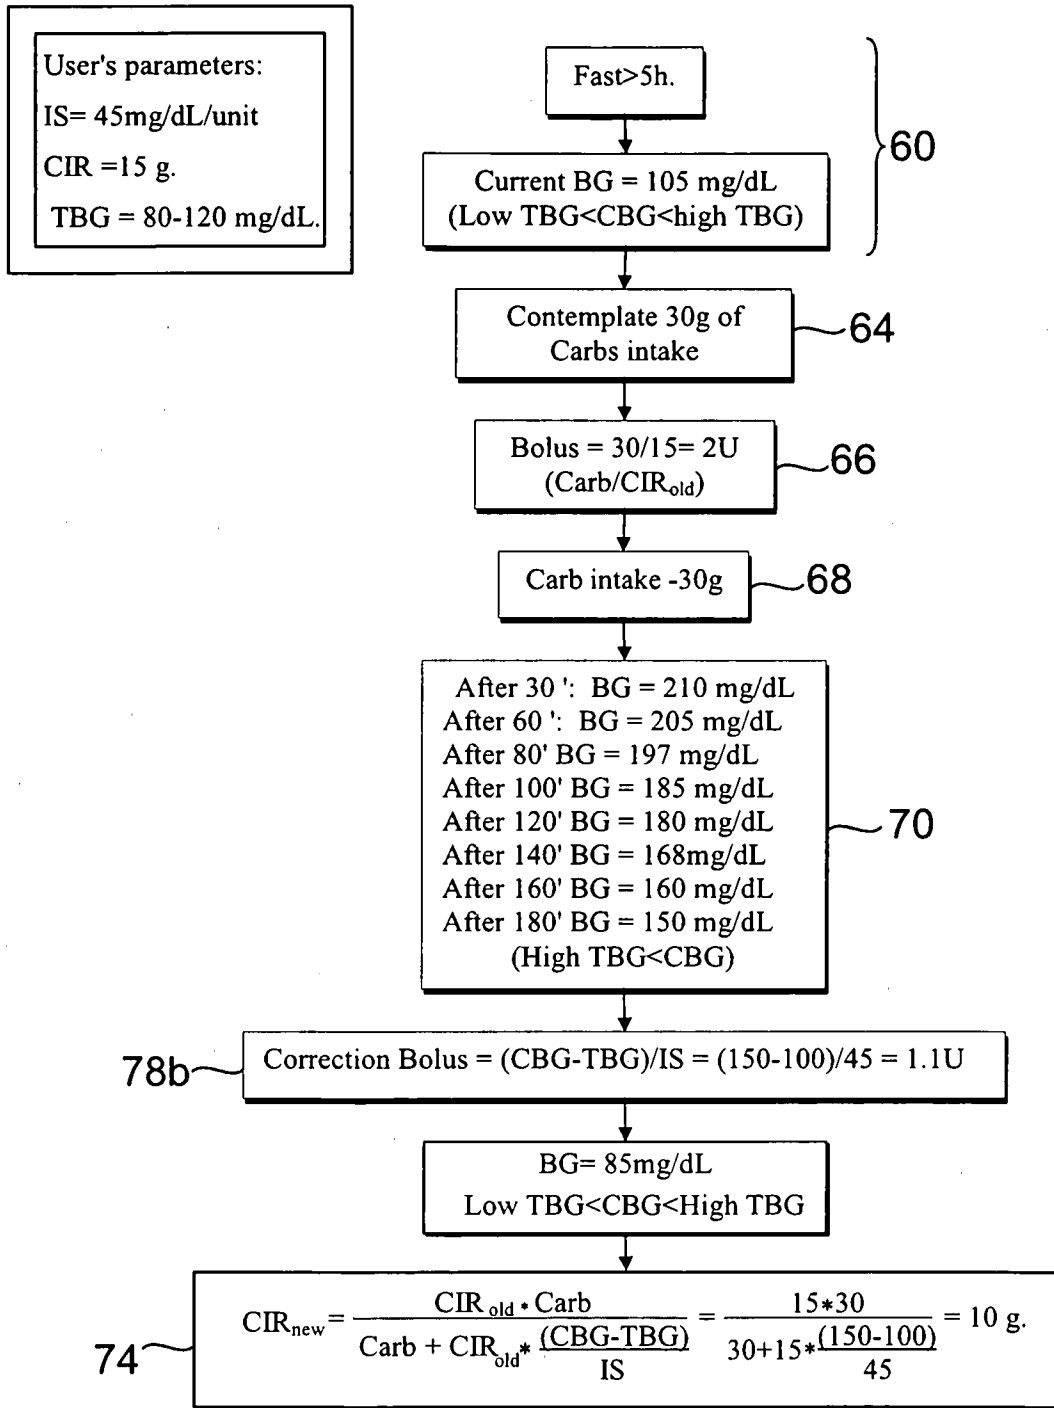 User's parameters:
IS= 45mg/dL/unit
CIR =15 g.
TBG = 80-120 mg/dL.
Fast>5h.
Current BG = 105 mg/dL
(Low TBG<CBG<high TBG)
60
Contemplate 30g of
Carbs intake
64
Bolus = 30/15= 2U
(Carb/CIRold)
66
Carb intake -30g
68
After 30 ': BG = 210 mg/dL
After 60 ': BG = 205 mg/dL
After 80' BG = 197 mg/dL
After 100' BG = 185 mg/dL
After 120' BG = 180 mg/dL
After 140' BG = 168mg/dL
After 160' BG = 160 mg/dL
After 180' BG = 150 mg/dL
(High TBG<CBG)
70
Correction Bolus = (CBG-TBG)/IS = (150-100)/45 = 1.1U
78b
BG= 85mg/dL
Low TBG<CBG<High TBG
CIRnew = CIR old * Carb / Carb + CIRold* (CBG-TBG) / IS = 15*30 / 30+15* (150-100) / 45 = 10 g.
74